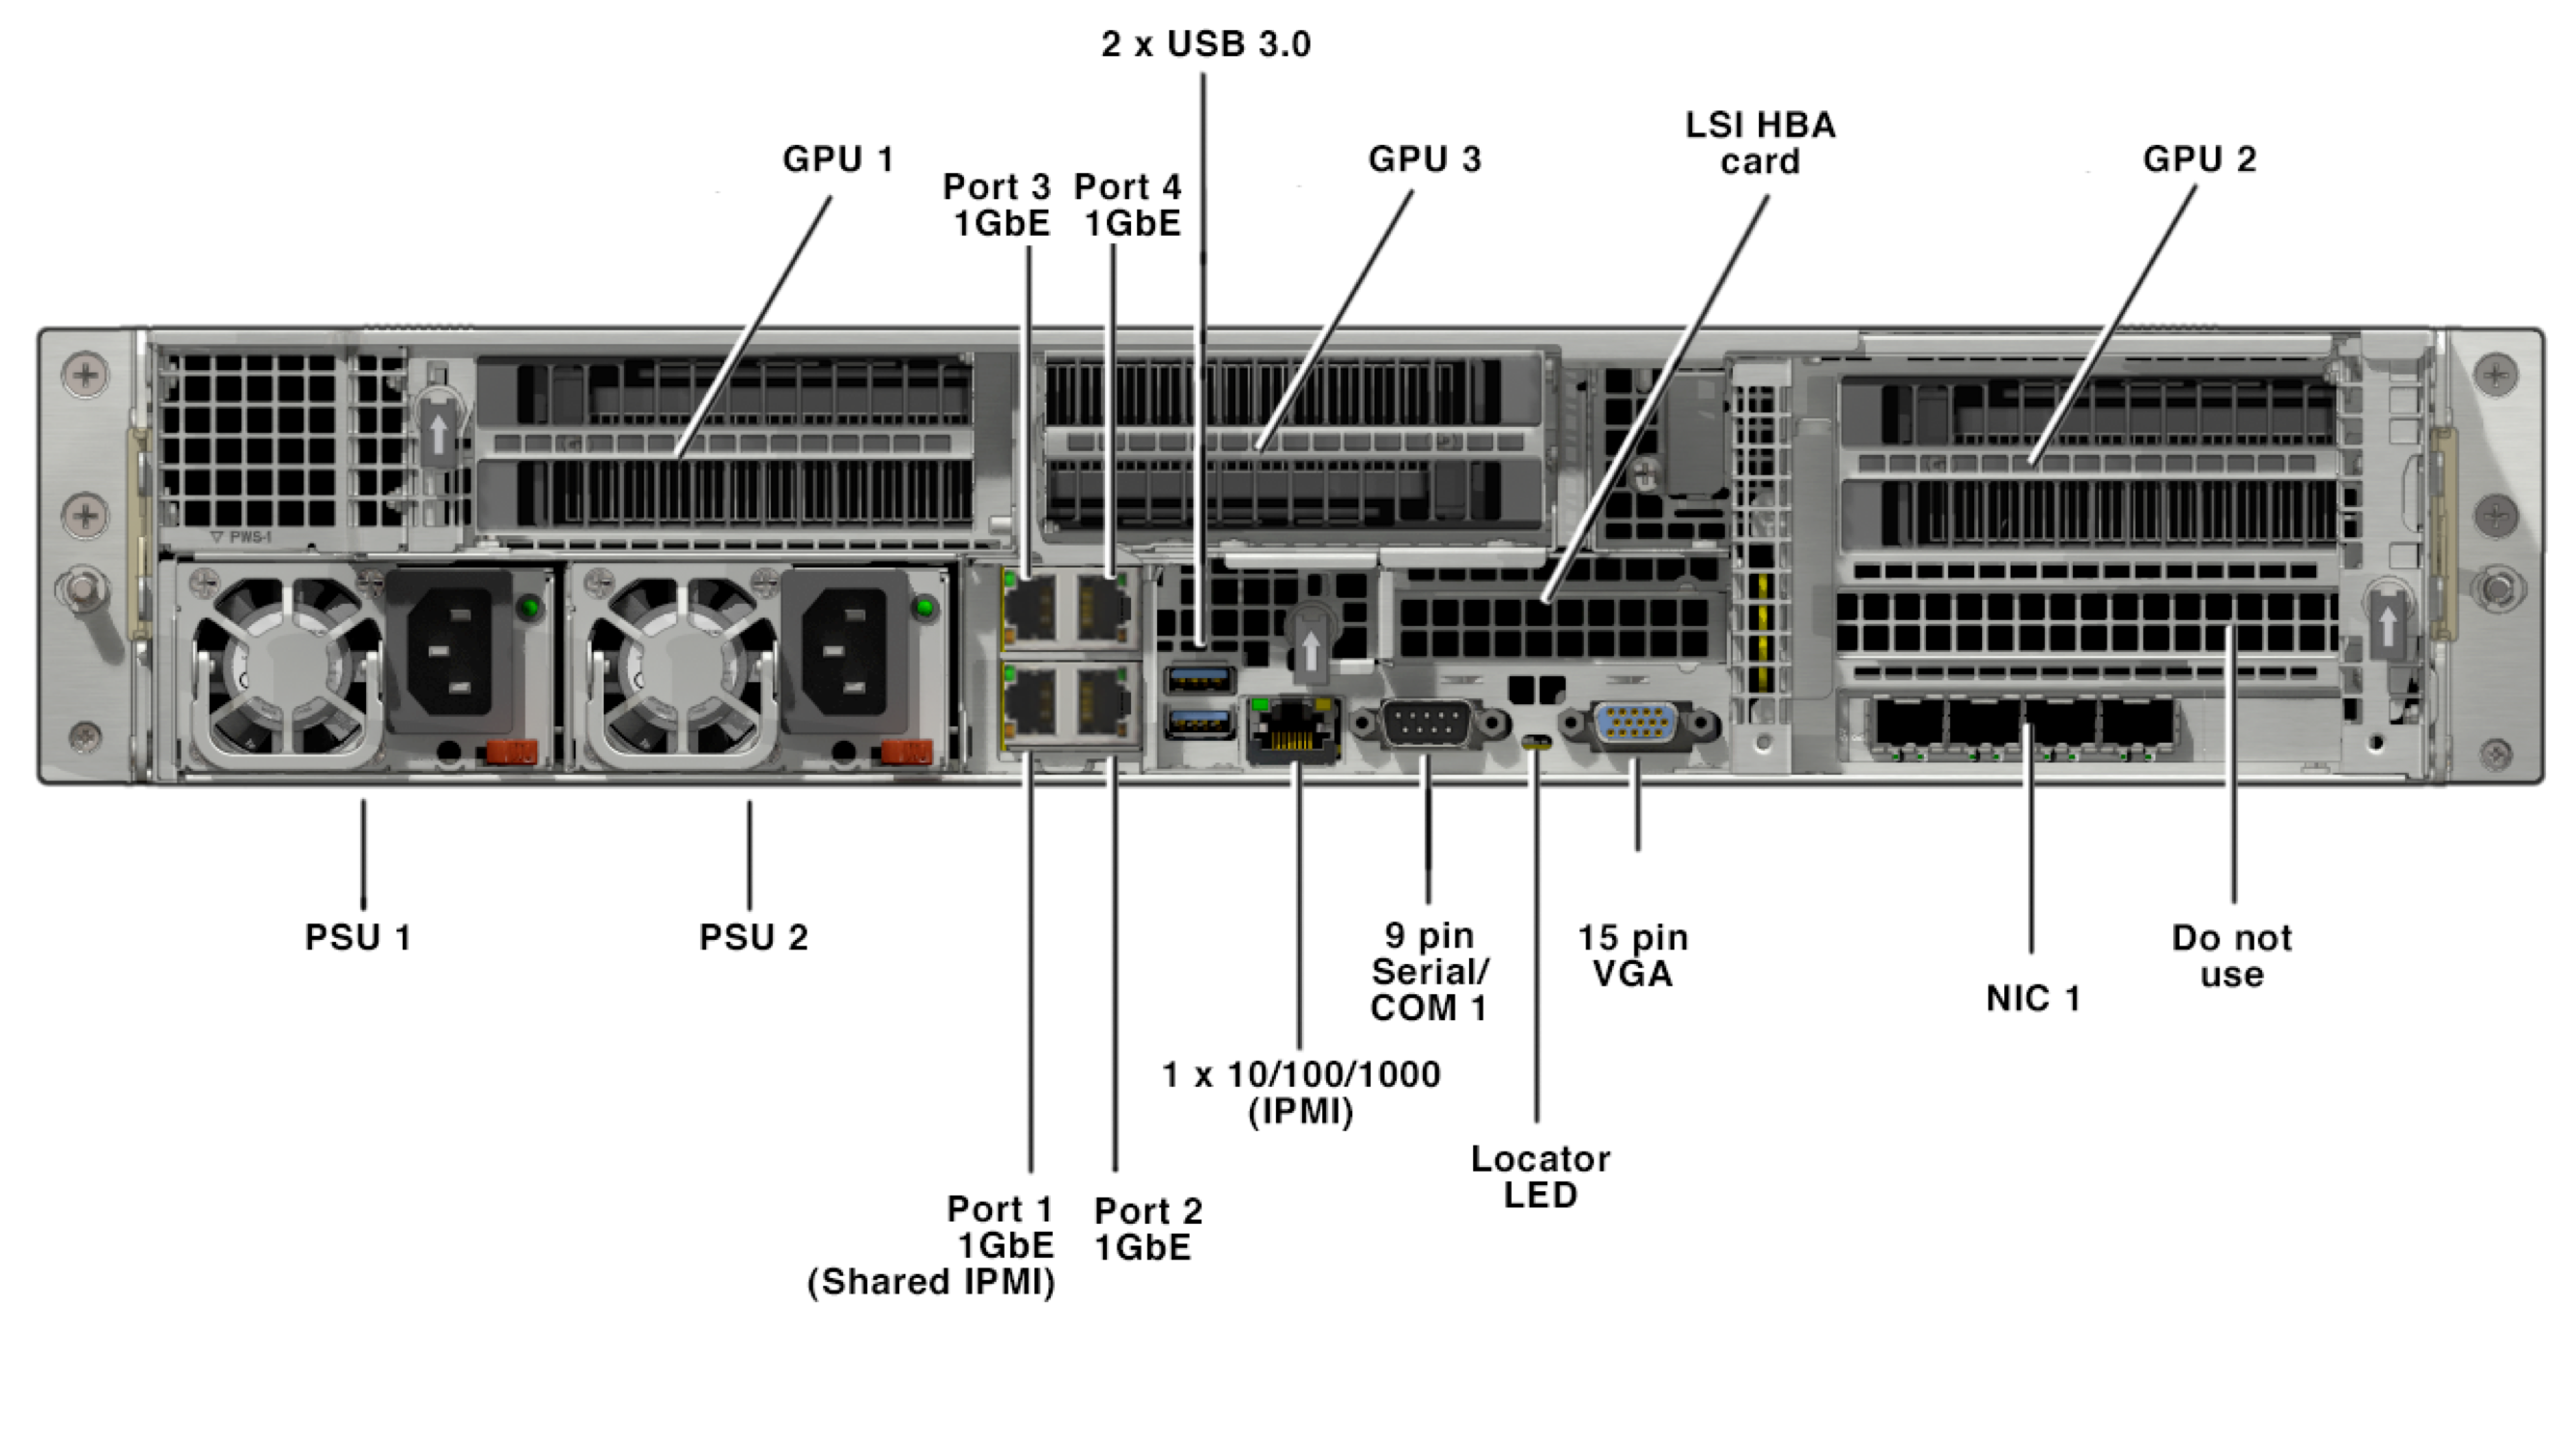 2 x USB 3.0
LSI HBA
card
GPU 1
GPU 3
GPU 2
Port 3
1GbE
Port 4
1GbE
▽ PWS-1
PSU 1
PSU 2
9 pin
Serial/
COM 1
15 pin
VGA
Do not
use
NIC 1
1 x 10/100/1000
(IPMI)
Locator
LED
Port 1
1GbE
(Shared IPMI)
Port 2
1GbE